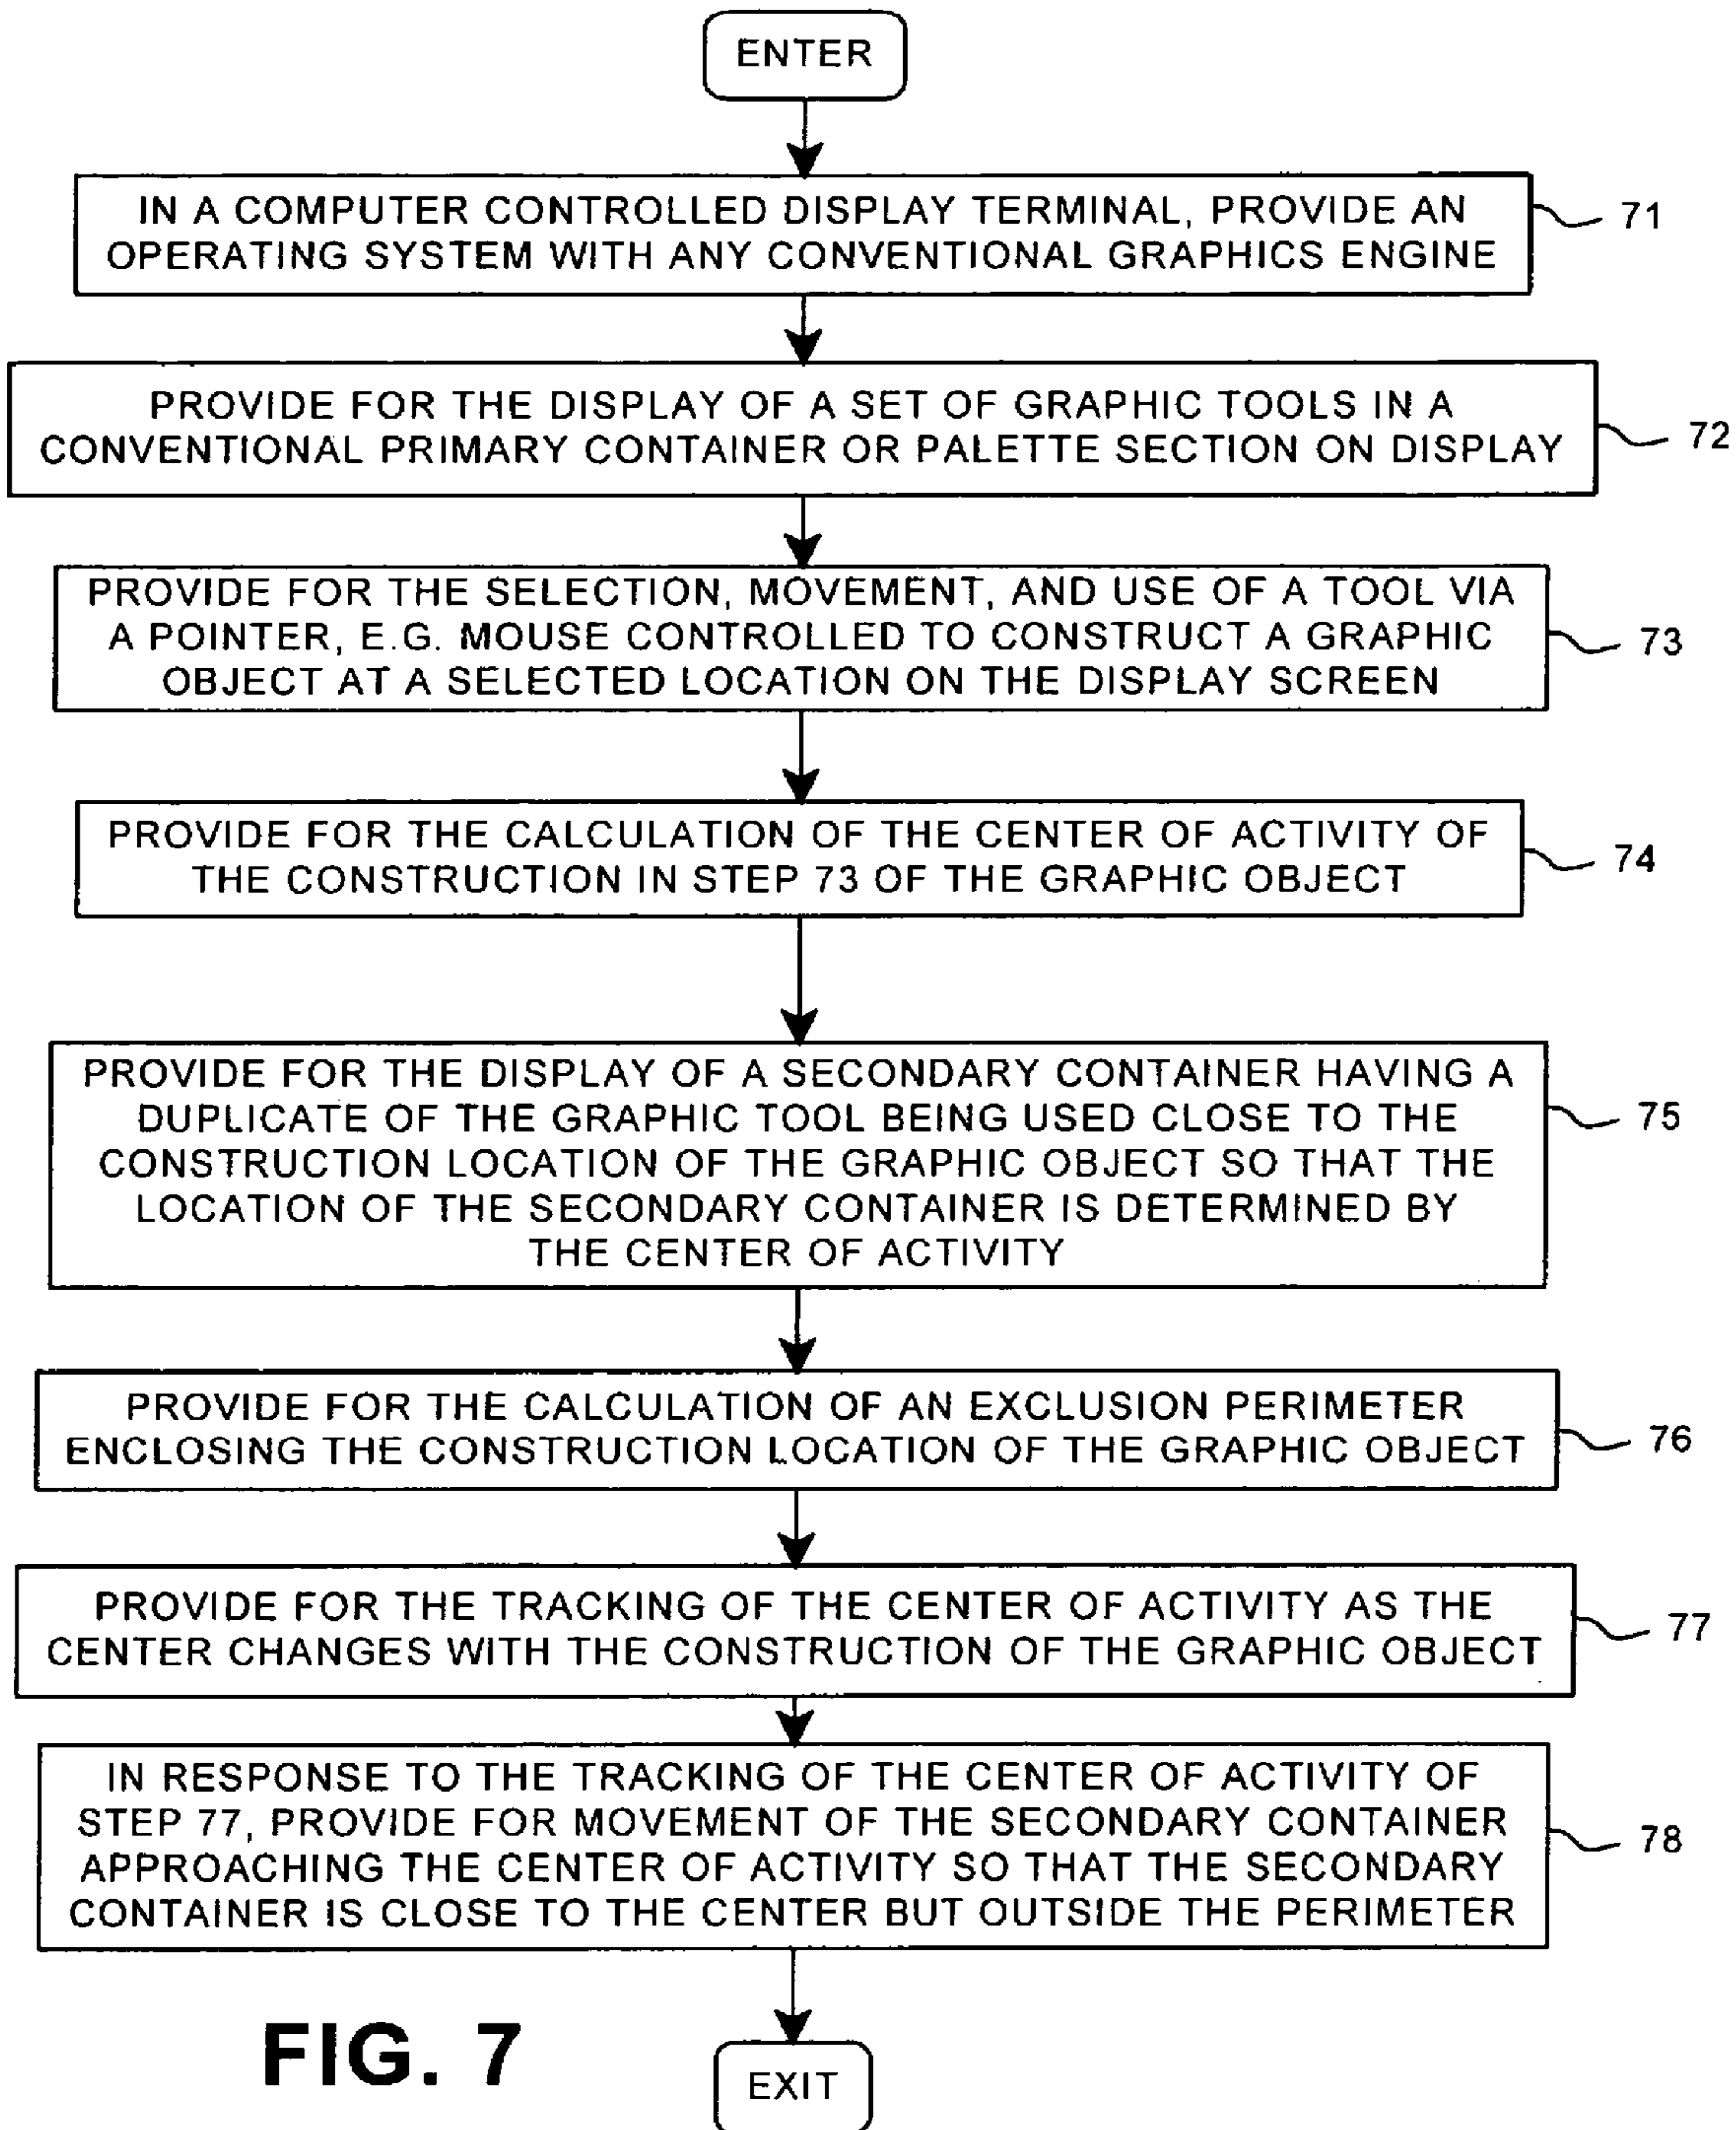 ENTER
IN A COMPUTER CONTROLLED DISPLAY TERMINAL, PROVIDE AN
OPERATING SYSTEM WITH ANY CONVENTIONAL GRAPHICS ENGINE
71
PROVIDE FOR THE DISPLAY OF A SET OF GRAPHIC TOOLS IN A
CONVENTIONAL PRIMARY CONTAINER OR PALETTE SECTION ON DISPLAY
72
PROVIDE FOR THE SELECTION, MOVEMENT, AND USE OF A TOOL VIA
A POINTER, E.G. MOUSE CONTROLLED TO CONSTRUCT A GRAPHIC
OBJECT AT A SELECTED LOCATION ON THE DISPLAY SCREEN
73
PROVIDE FOR THE CALCULATION OF THE CENTER OF ACTIVITY OF
THE CONSTRUCTION IN STEP 73 OF THE GRAPHIC OBJECT
74
PROVIDE FOR THE DISPLAY OF A SECONDARY CONTAINER HAVING A
DUPLICATE OF THE GRAPHIC TOOL BEING USED CLOSE TO THE
CONSTRUCTION LOCATION OF THE GRAPHIC OBJECT SO THAT THE
LOCATION OF THE SECONDARY CONTAINER IS DETERMINED BY
THE CENTER OF ACTIVITY
75
PROVIDE FOR THE CALCULATION OF AN EXCLUSION PERIMETER
ENCLOSING THE CONSTRUCTION LOCATION OF THE GRAPHIC OBJECT
76
PROVIDE FOR THE TRACKING OF THE CENTER OF ACTIVITY AS THE
CENTER CHANGES WITH THE CONSTRUCTION OF THE GRAPHIC OBJECT
77
IN RESPONSE TO THE TRACKING OF THE CENTER OF ACTIVITY OF
STEP 77, PROVIDE FOR MOVEMENT OF THE SECONDARY CONTAINER
APPROACHING THE CENTER OF ACTIVITY SO THAT THE SECONDARY
CONTAINER IS CLOSE TO THE CENTER BUT OUTSIDE THE PERIMETER
78
FIG. 7
EXIT